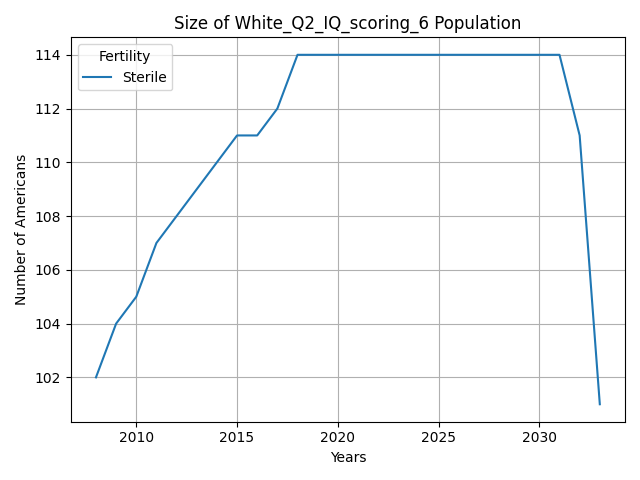 Size of White_Q2_IQ_scoring_6 Population
Fertility
Sterile
Number of Americans
114
112
110
108
106
104
102
2010 2015 2020 2025 2030
Years